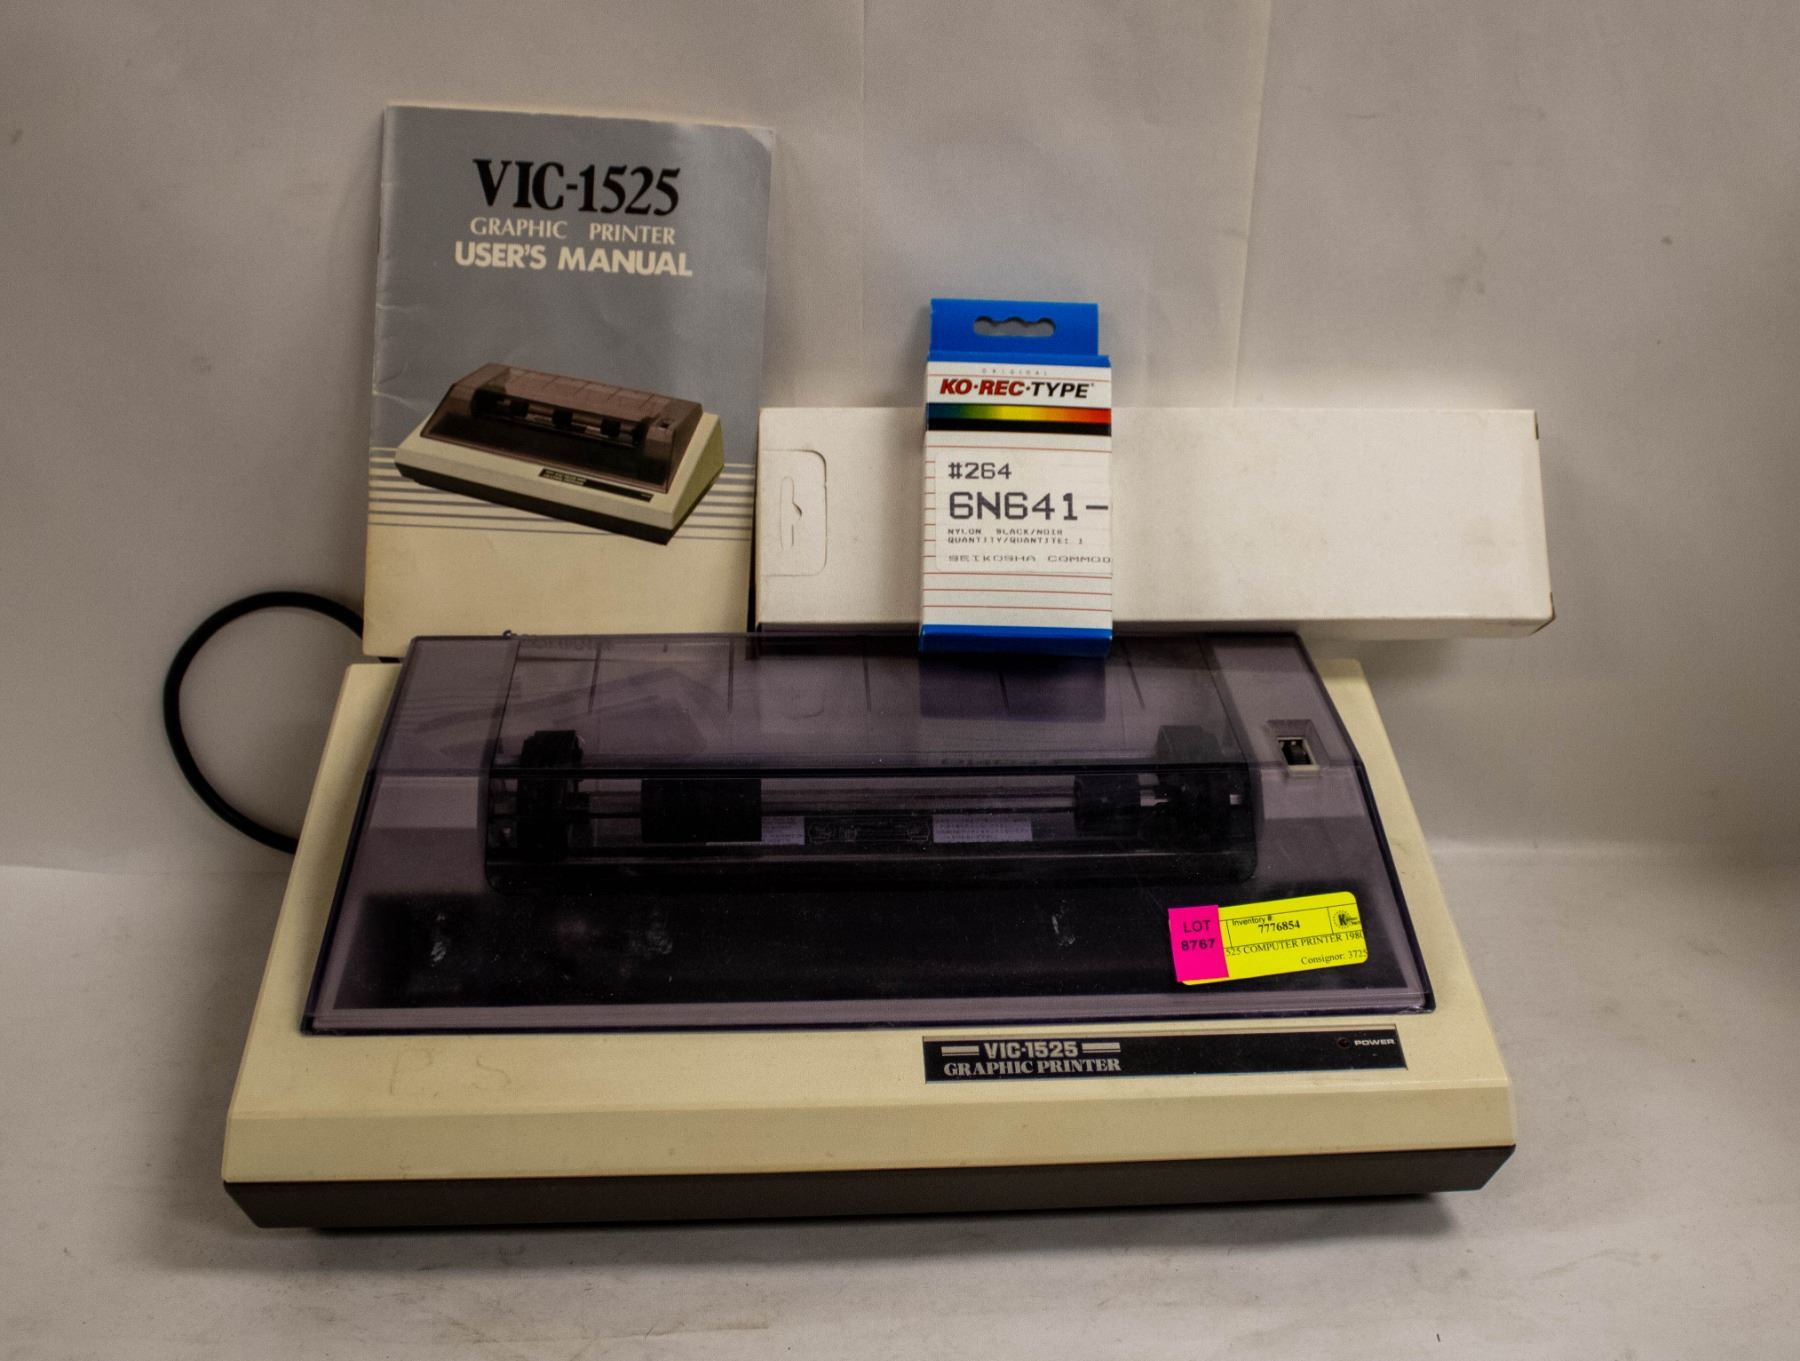 VIC-1525
GRAPHIC PRINTER
USER'S MANUAL
ORIGINAL
KO·REC·TYPE
#264
6N641-
NYLON BLACK/NOIR
QUANTITY/QUANTITE: 1
SEIKOSHA COMMOD
LOT
8767
Inventory #
7776854
525 COMPUTER PRINTER 198
Consignor: 3725
VIC-1525
GRAPHIC PRINTER
POWER
P S